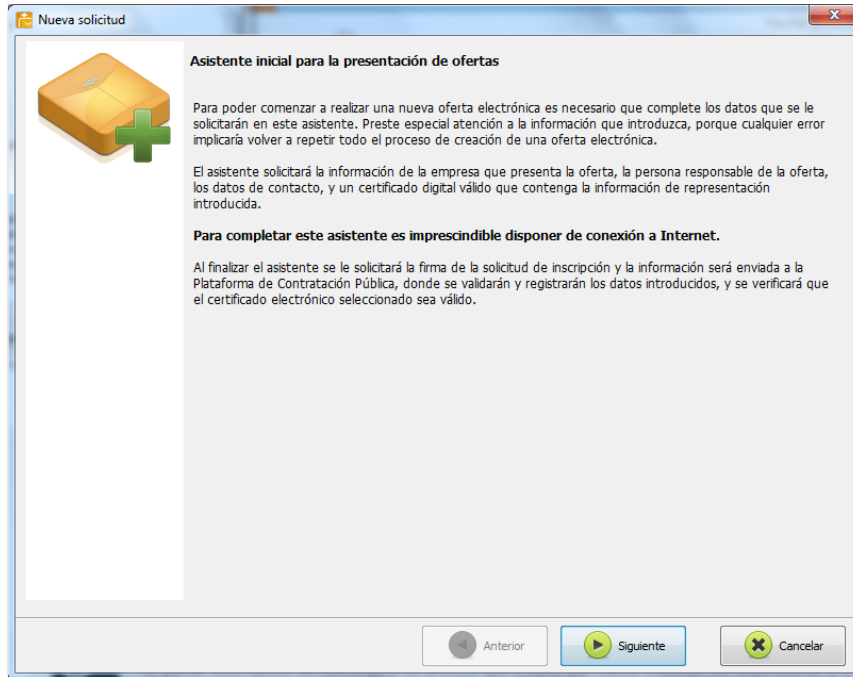 Nueva solicitud
Asistente inicial para la presentación de ofertas
Para poder comenzar a realizar una nueva oferta electrónica es necesario que complete los datos que se le
solicitarán en este asistente. Preste especial atención a la información que introduzca, porque cualquier error
implicaría volver a repetir todo el proceso de creación de una oferta electrónica.
El asistente solicitará la información de la empresa que presenta la oferta, la persona responsable de la oferta,
los datos de contacto, y un certificado digital válido que contenga la información de representación
introducida.
Para completar este asistente es imprescindible disponer de conexión a Internet.
Al finalizar el asistente se le solicitará la firma de la solicitud de inscripción y la información será enviada a la
Plataforma de Contratación Pública, donde se validarán y registrarán los datos introducidos, y se verificará que
el certificado electrónico seleccionado sea válido.
Anterior
Siguiente
Cancelar